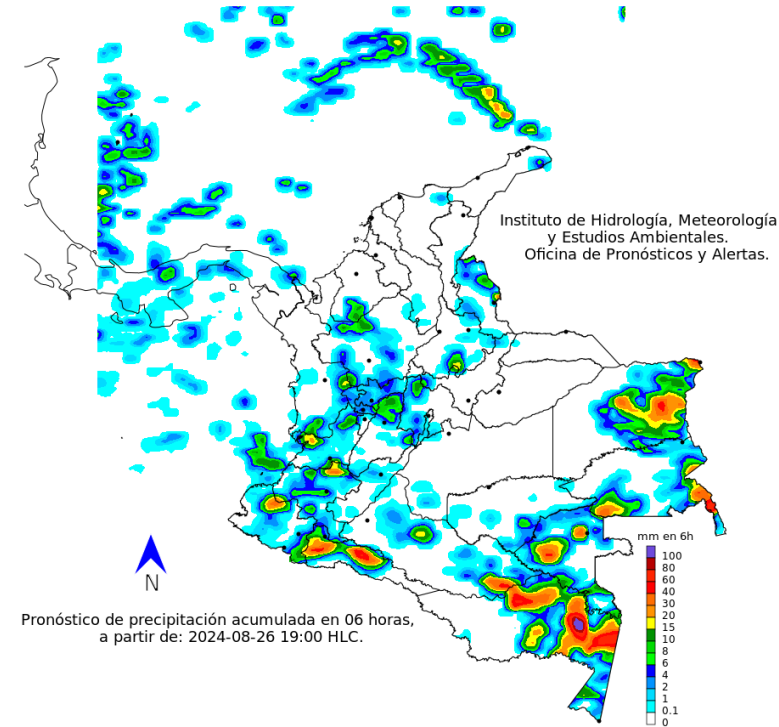 Instituto de Hidrología, Meteorología
y Estudios Ambientales.
Oficina de Pronósticos y Alertas.
mm en 6h
100
80
60
40
30
20
15
10
8
6
4
2
1
0.1
0
N
Pronóstico de precipitación acumulada en 06 horas,
a partir de: 2024-08-26 19:00 HLC.